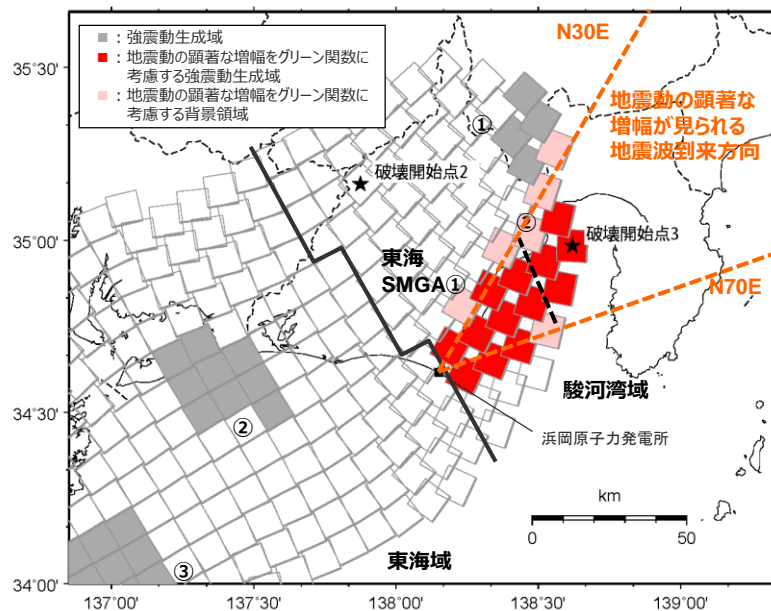 ：強震動生成域
：地震動の顕著な増幅をグリーン関数に
考慮する強震動生成域
：地震動の顕著な増幅をグリーン関数に
考慮する背景領域
N30E
地震動の顕著な
増幅が見られる
地震波到来方向
35°30'
①
破壊開始点2
②
35°00'
破壊開始点3
東海
SMGA①
N70E
34°30'
駿河湾域
②
浜岡原子力発電所
km
0
50
東海域
③
34°00'
137°00'
137°30'
138°00'
138°30'
139°00'